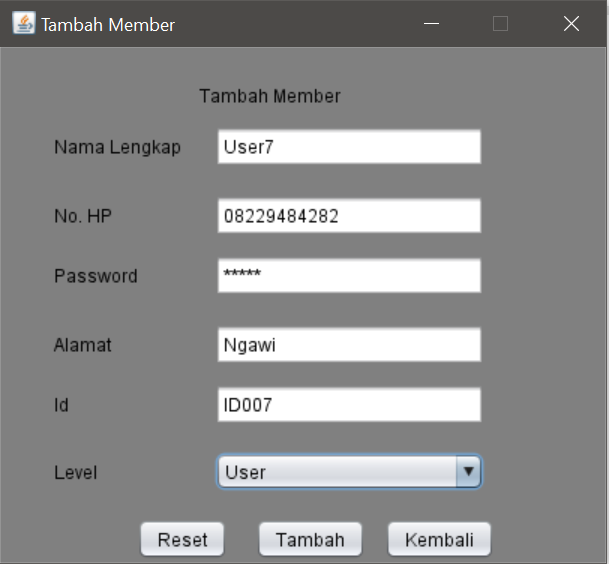 Tambah Member
Tambah Member
Nama Lengkap User7
No. HP 08229484282
Password *****
Alamat Ngawi
Id ID007
Level User
Reset Tambah Kembali